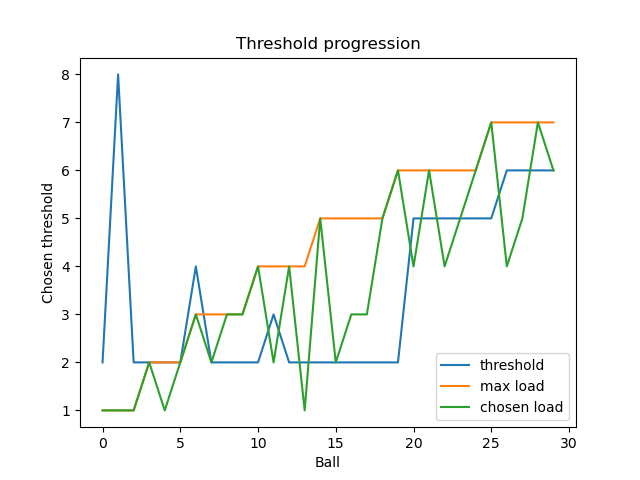 Threshold progression
Chosen threshold
8
7
6
5
4
3
2
1
0
5
10
15
20
25
30
Ball
threshold
max load
chosen load